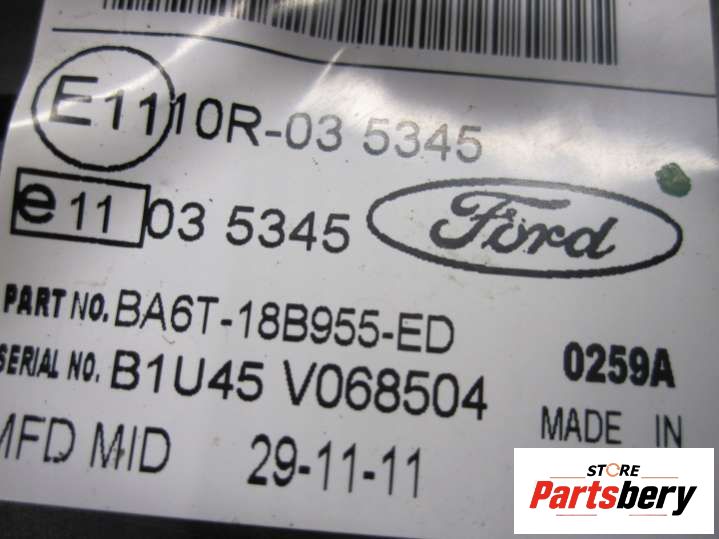 E11 10R-03 5345
e11 03 5345 Ford
PART NO. BA6T-18B955-ED
SERIAL NO. B1U45 V068504 0259A
MFD MID 29-11-11 MADE IN
STORE
Partsbery